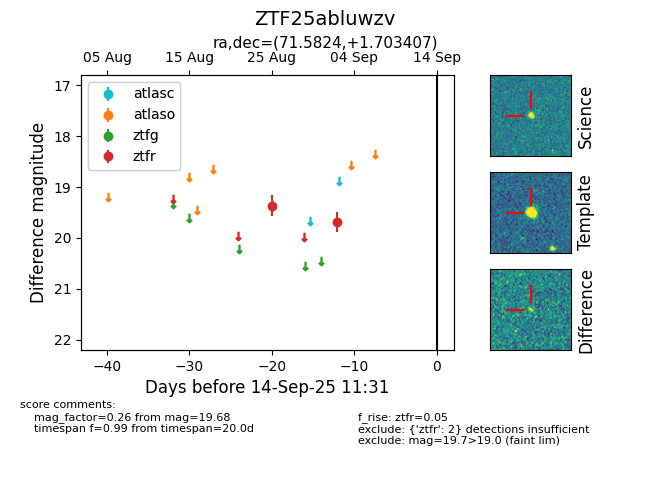 ZTF25abluwzv
ra,dec=(71.5824,+1.703407)
05 Aug 15 Aug 25 Aug 04 Sep 14 Sep
atlasc
atlaso
ztfg
ztfr
17
18
19
20
21
22
Difference magnitude
−40 −30 −20 −10 0
Days before 14-Sep-25 11:31
Science
Template
Difference
score comments:
mag_factor=0.26 from mag=19.68
timespan f=0.99 from timespan=20.0d
f_rise: ztfr=0.05
exclude: {'ztfr': 2} detections insufficient
exclude: mag=19.7>19.0 (faint lim)